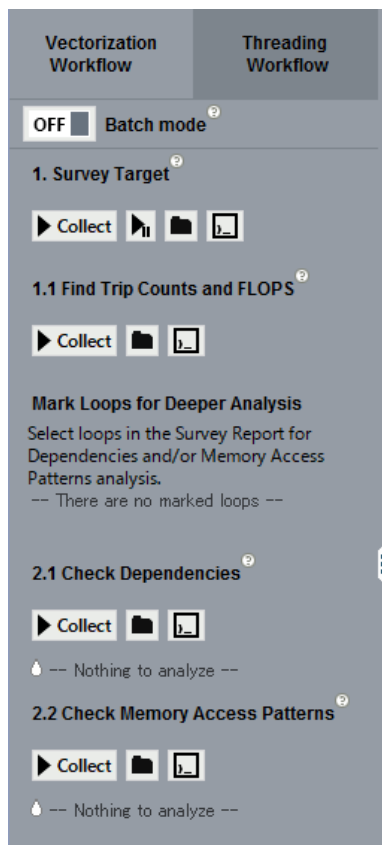 Vectorization Workflow
Threading Workflow
OFF Batch mode ?
1. Survey Target ?
Collect
1.1 Find Trip Counts and FLOPS ?
Collect
Mark Loops for Deeper Analysis
Select loops in the Survey Report for
Dependencies and/or Memory Access
Patterns analysis.
-- There are no marked loops --
2.1 Check Dependencies ?
Collect
-- Nothing to analyze --
2.2 Check Memory Access Patterns ?
Collect
-- Nothing to analyze --